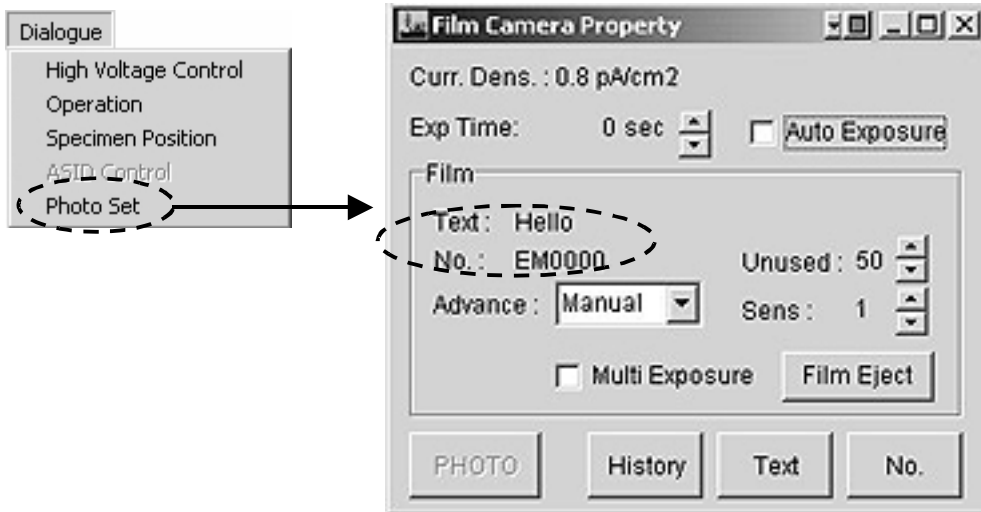 Dialogue
High Voltage Control
Operation
Specimen Position
ASID Control
Photo Set
Film Camera Property
Curr. Dens. : 0.8 pA/cm2
Exp Time: 0 sec Auto Exposure
Film
Text : Hello
No. : EM0000 Unused : 50
Advance : Manual Sens : 1
Multi Exposure Film Eject
PHOTO History Text No.